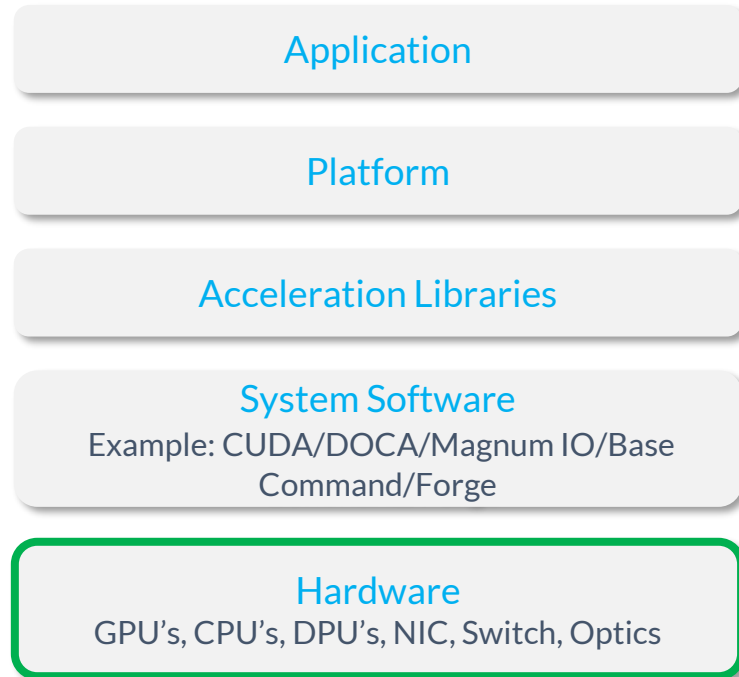 Application
Platform
Acceleration Libraries
System Software
Example: CUDA/DOCA/Magnum IO/Base
Command/Forge
Hardware
GPU’s, CPU’s, DPU’s, NIC, Switch, Optics